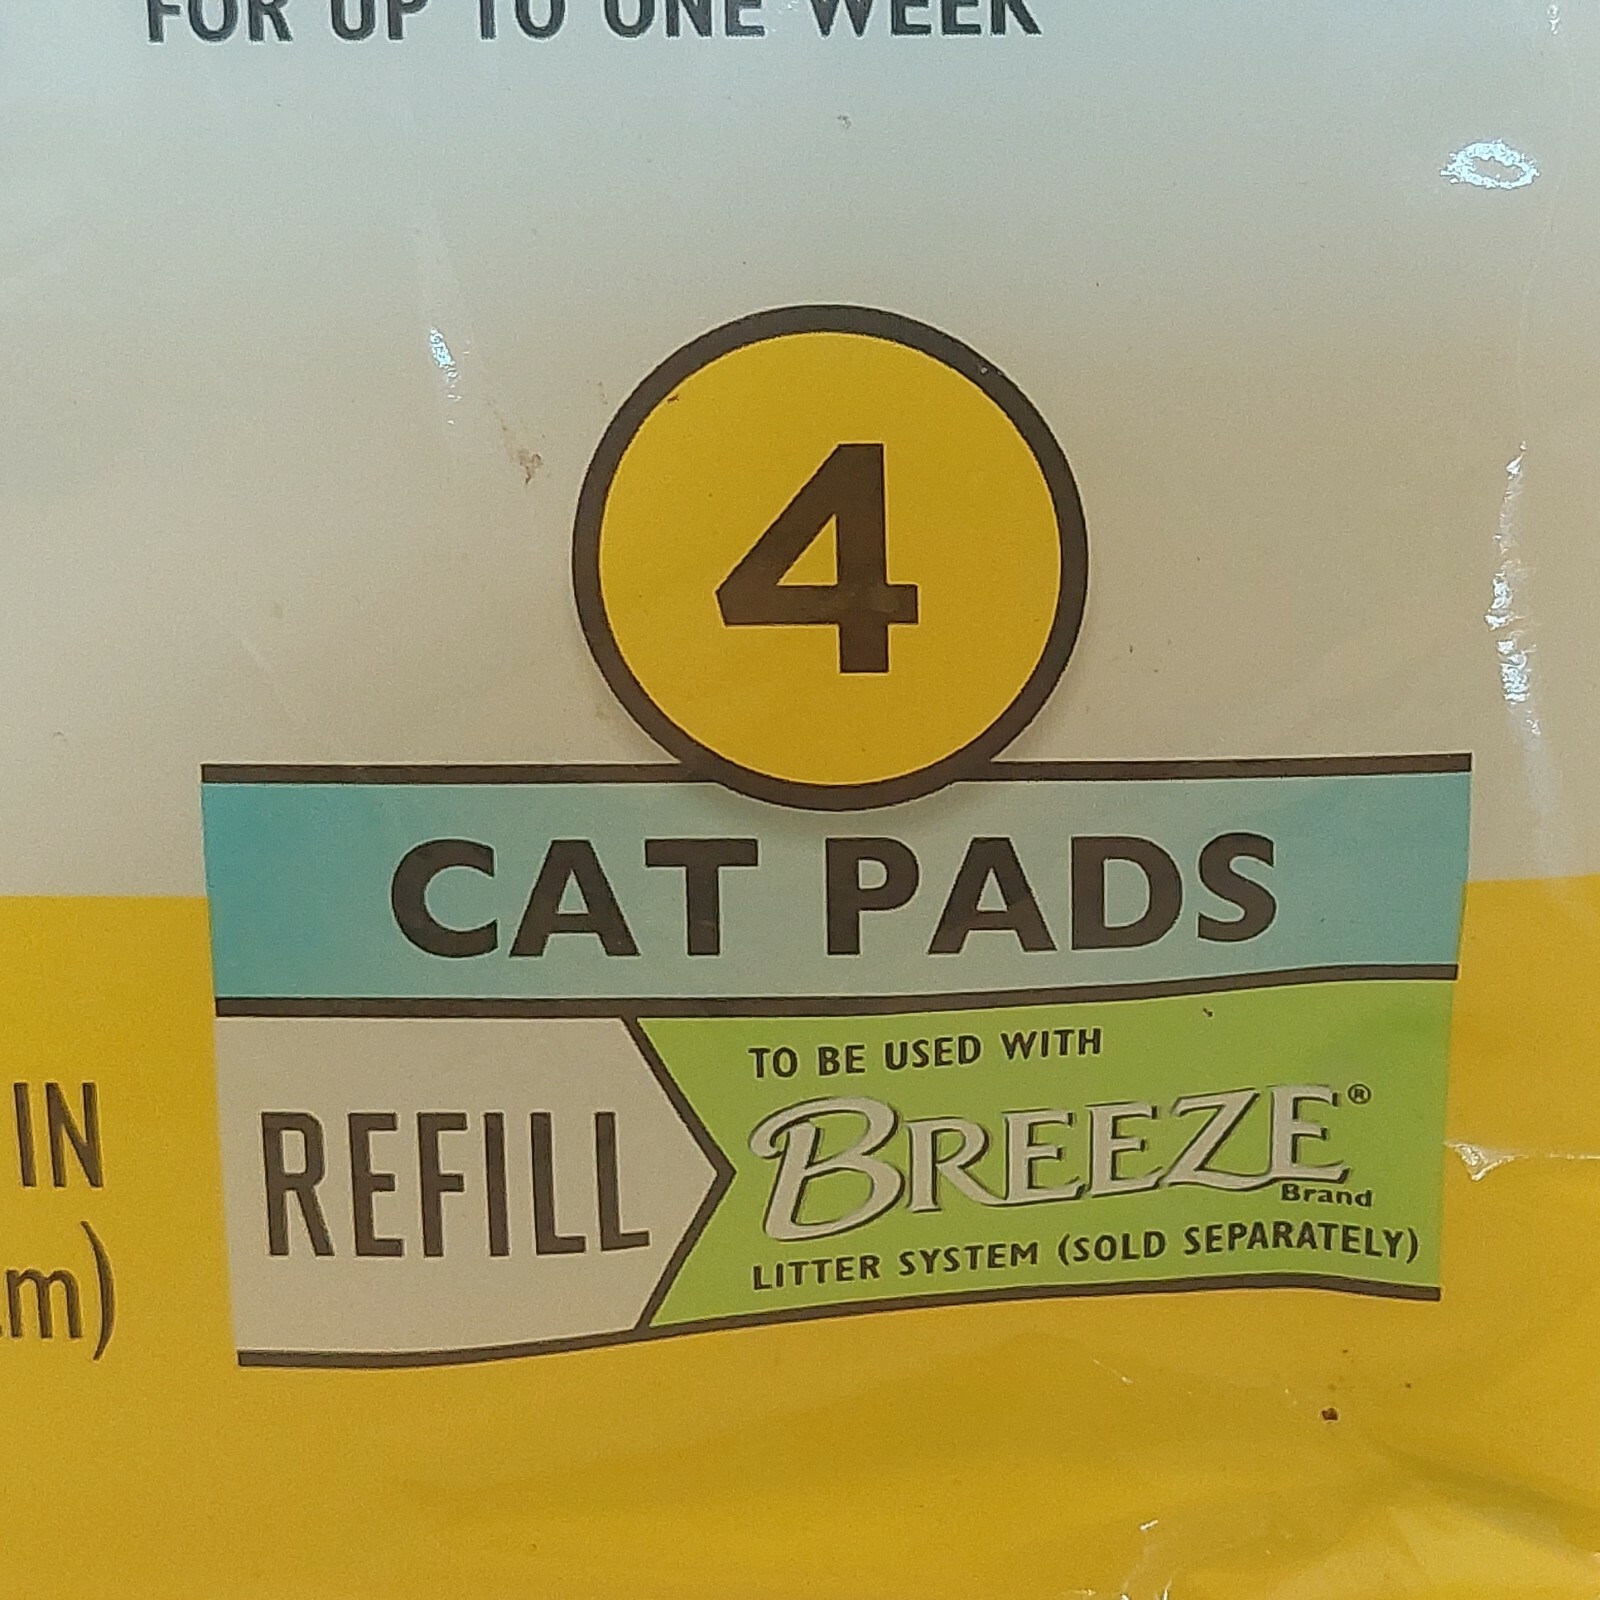 FOR UP TO ONE WEEK
4
CAT PADS
IN
m)
REFILL
TO BE USED WITH
BREEZE®
Brand
LITTER SYSTEM (SOLD SEPARATELY)